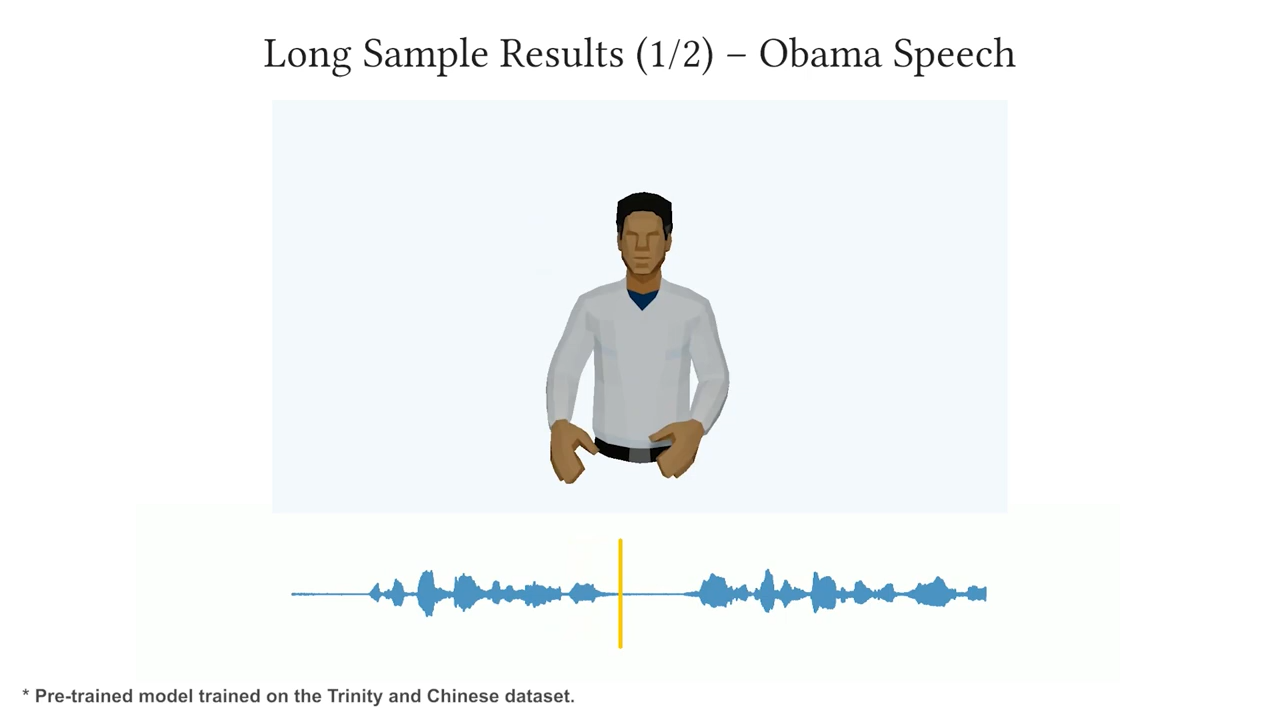 Long Sample Results (1/2) – Obama Speech
* Pre-trained model trained on the Trinity and Chinese dataset.